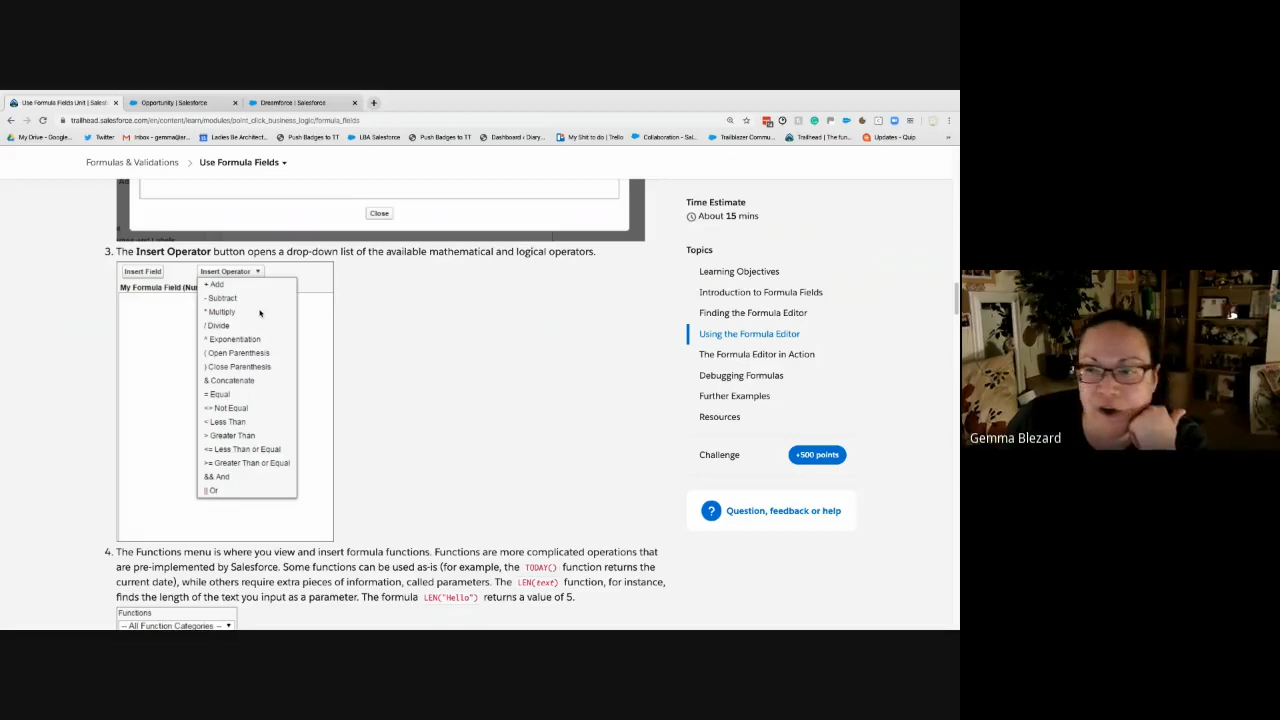 Use Formula Fields Unit | Salesf
Opportunity | Salesforce
Dreamforce | Salesforce
trailhead.salesforce.com/en/content/learn/modules/point_click_business_logic/formula_fields
My Drive - Google...
Twitter
Inbox - gemma@ar...
Ladies Be Architect...
Push Badges to TT
LBA Salesforce
Push Badges to TT
Dashboard ‹ Diary...
My Shit to do | Trello
Collaboration - Sal...
Trailblazer Commu...
Trailhead | The fun...
Updates - Quip
Formulas & Validations
Use Formula Fields
Close
3. The Insert Operator button opens a drop-down list of the available mathematical and logical operators.
Insert Field
Insert Operator
My Formula Field (Nu
+ Add
- Subtract
* Multiply
/ Divide
^ Exponentiation
( Open Parenthesis
) Close Parenthesis
& Concatenate
= Equal
<> Not Equal
< Less Than
> Greater Than
<= Less Than or Equal
>= Greater Than or Equal
&& And
|| Or
4. The Functions menu is where you view and insert formula functions. Functions are more complicated operations that
are pre-implemented by Salesforce. Some functions can be used as-is (for example, the TODAY() function returns the
current date), while others require extra pieces of information, called parameters. The LEN(text) function, for instance,
finds the length of the text you input as a parameter. The formula LEN("Hello") returns a value of 5.
Functions
-- All Function Categories --
Time Estimate
About 15 mins
Topics
Learning Objectives
Introduction to Formula Fields
Finding the Formula Editor
Using the Formula Editor
The Formula Editor in Action
Debugging Formulas
Further Examples
Resources
Challenge
+500 points
? Question, feedback or help
Gemma Blezard